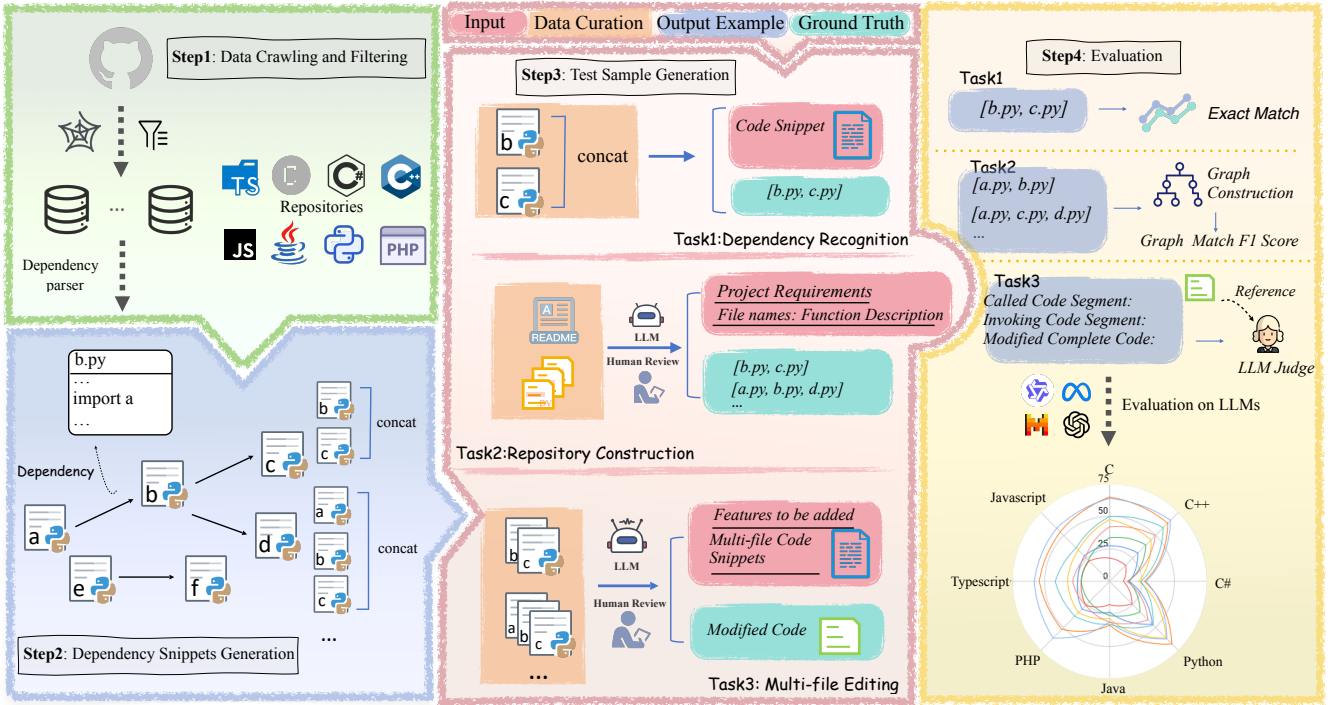 Input
Data Curation
Output Example
Ground Truth
Step1: Data Crawling and Filtering
...
TS
C
C#
C++
Repositories
JS
Java
PHP
Dependency
parser
b.py
...
import a
...
Dependency
a
b
c
d
e
f
b
c
concat
a
b
c
concat
...
Step2: Dependency Snippets Generation
Step3: Test Sample Generation
b
c
concat
Code Snippet
[b.py, c.py]
Task1:Dependency Recognition
A
README
PY
LLM
Human Review
Project Requirements
File names: Function Description
[b.py, c.py]
[a.py, b.py, d.py]
...
Task2:Repository Construction
b
c
a
b
c
...
LLM
Human Review
Features to be added
Multi-file Code
Snippets
Modified Code
Task3: Multi-file Editing
Step4: Evaluation
Task1
[b.py, c.py]
Exact Match
Task2
[a.py, b.py]
[a.py, c.py, d.py]
...
Graph
Construction
Graph Match F1 Score
Task3
Called Code Segment:
Invoking Code Segment:
Modified Complete Code:
Reference
LLM Judge
Evaluation on LLMs
C
75
50
25
0
C++
C#
Python
Java
PHP
Typescript
Javascript